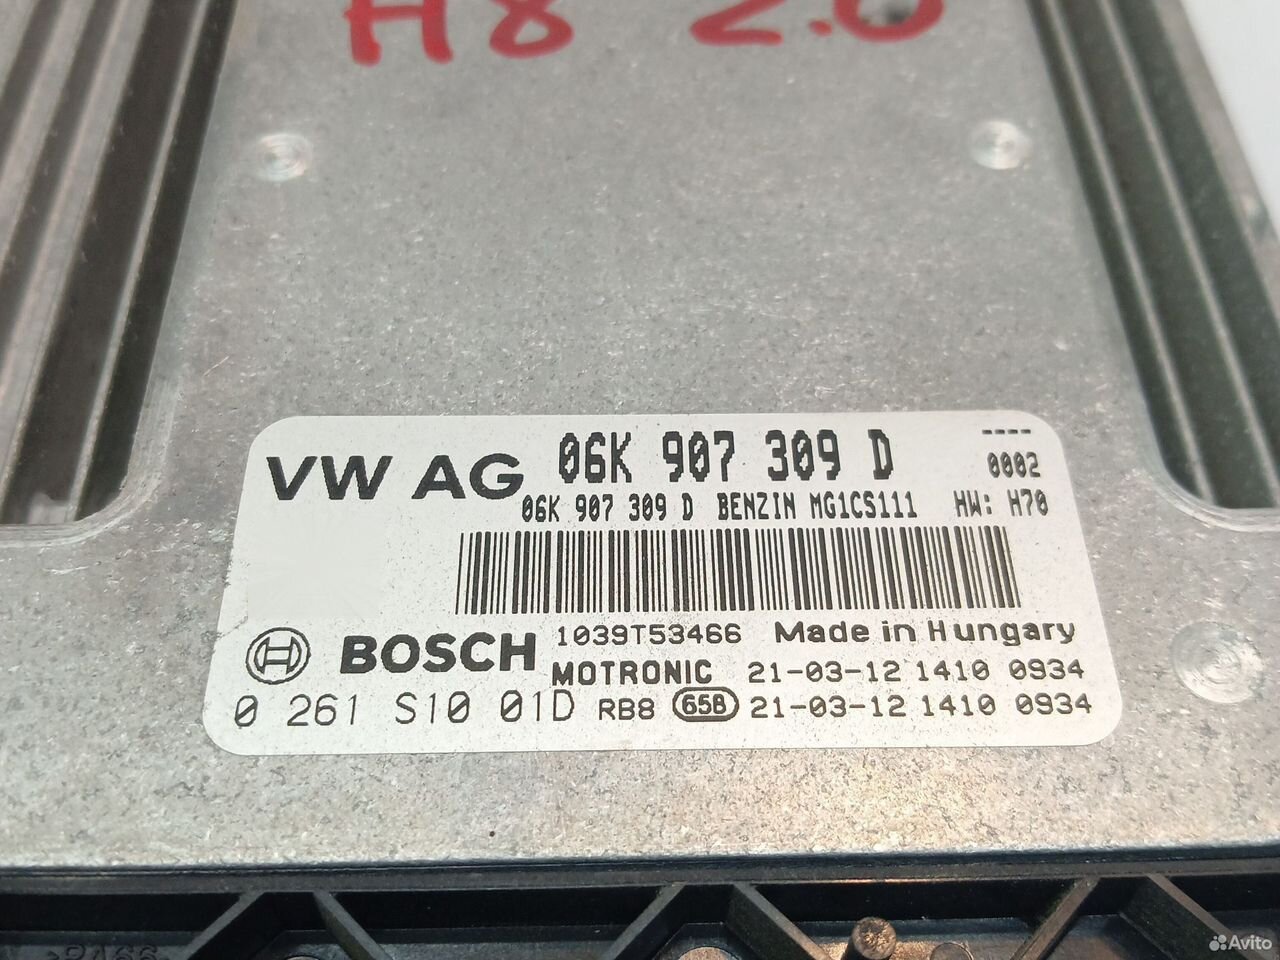 H8 2.0
VW AG 06K 907 309 D ----
0002
06K 907 309 D BENZIN MG1CS111 HW: H70
BOSCH 1039T53466 Made in Hungary
MOTRONIC 21-03-12 1410 0934
0 261 S10 01D RB8 658 21-03-12 1410 0934
Avito